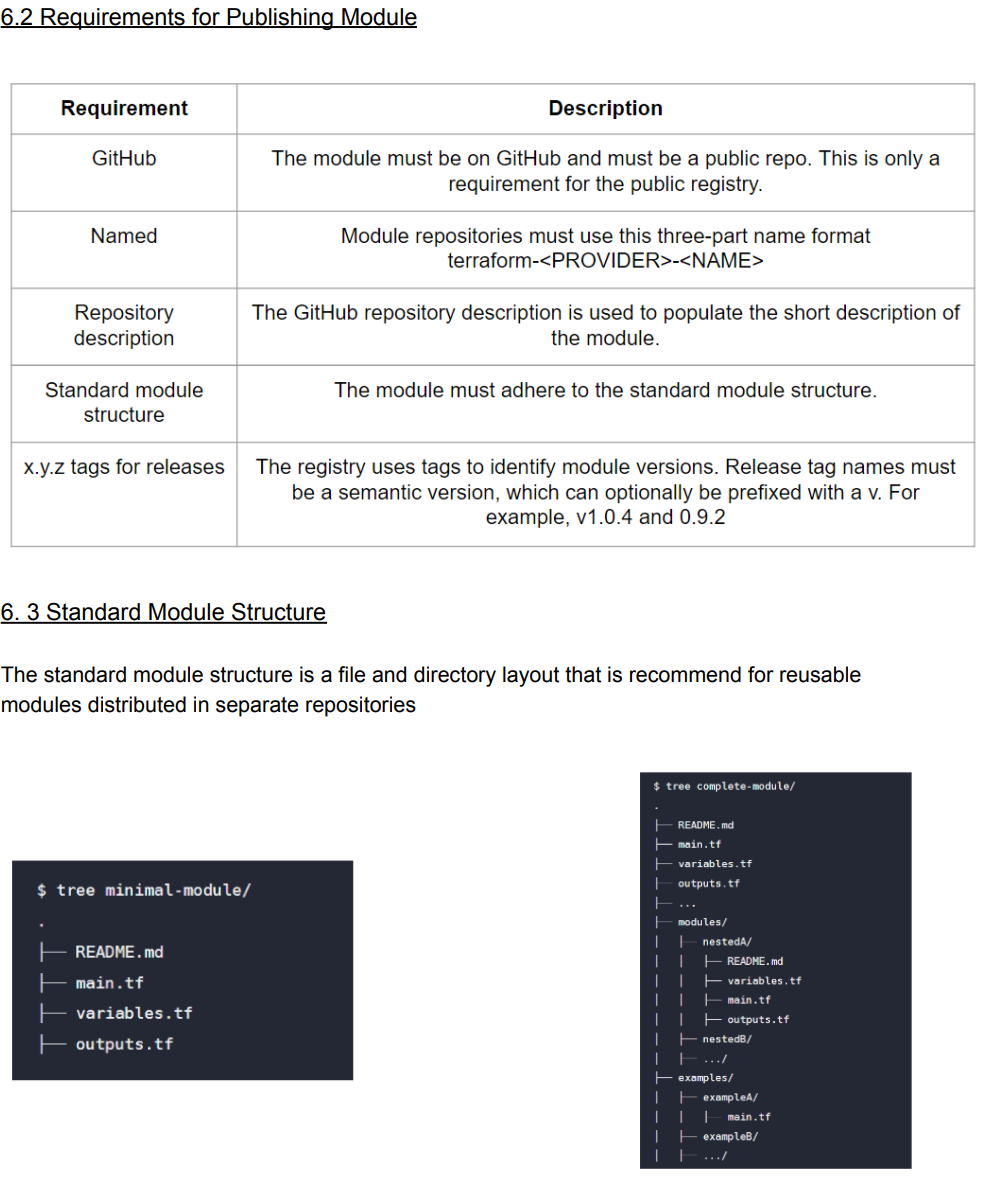 6.2 Requirements for Publishing Module
Requirement
Description
GitHub
The module must be on GitHub and must be a public repo. This is only a
requirement for the public registry.
Named
Module repositories must use this three-part name format
terraform-<PROVIDER>-<NAME>
Repository
description
The GitHub repository description is used to populate the short description of
the module.
Standard module
structure
The module must adhere to the standard module structure.
x.y.z tags for releases
The registry uses tags to identify module versions. Release tag names must
be a semantic version, which can optionally be prefixed with a v. For
example, v1.0.4 and 0.9.2
6. 3 Standard Module Structure
The standard module structure is a file and directory layout that is recommend for reusable
modules distributed in separate repositories
$ tree minimal-module/
.
├── README.md
├── main.tf
├── variables.tf
├── outputs.tf
$ tree complete-module/
.
├── README.md
├── main.tf
├── variables.tf
├── outputs.tf
├── ...
├── modules/
│   ├── nestedA/
│   │   ├── README.md
│   │   ├── variables.tf
│   │   ├── main.tf
│   │   ├── outputs.tf
│   ├── nestedB/
│   ├── .../
├── examples/
│   ├── exampleA/
│   │   ├── main.tf
│   ├── exampleB/
│   ├── .../